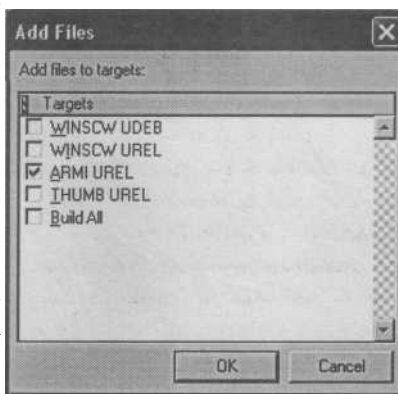 Add Files
Add files to targets:
Targets
WINSCW UDEB
WINSCW UREL
ARMI UREL
THUMB UREL
Build All
OK
Cancel